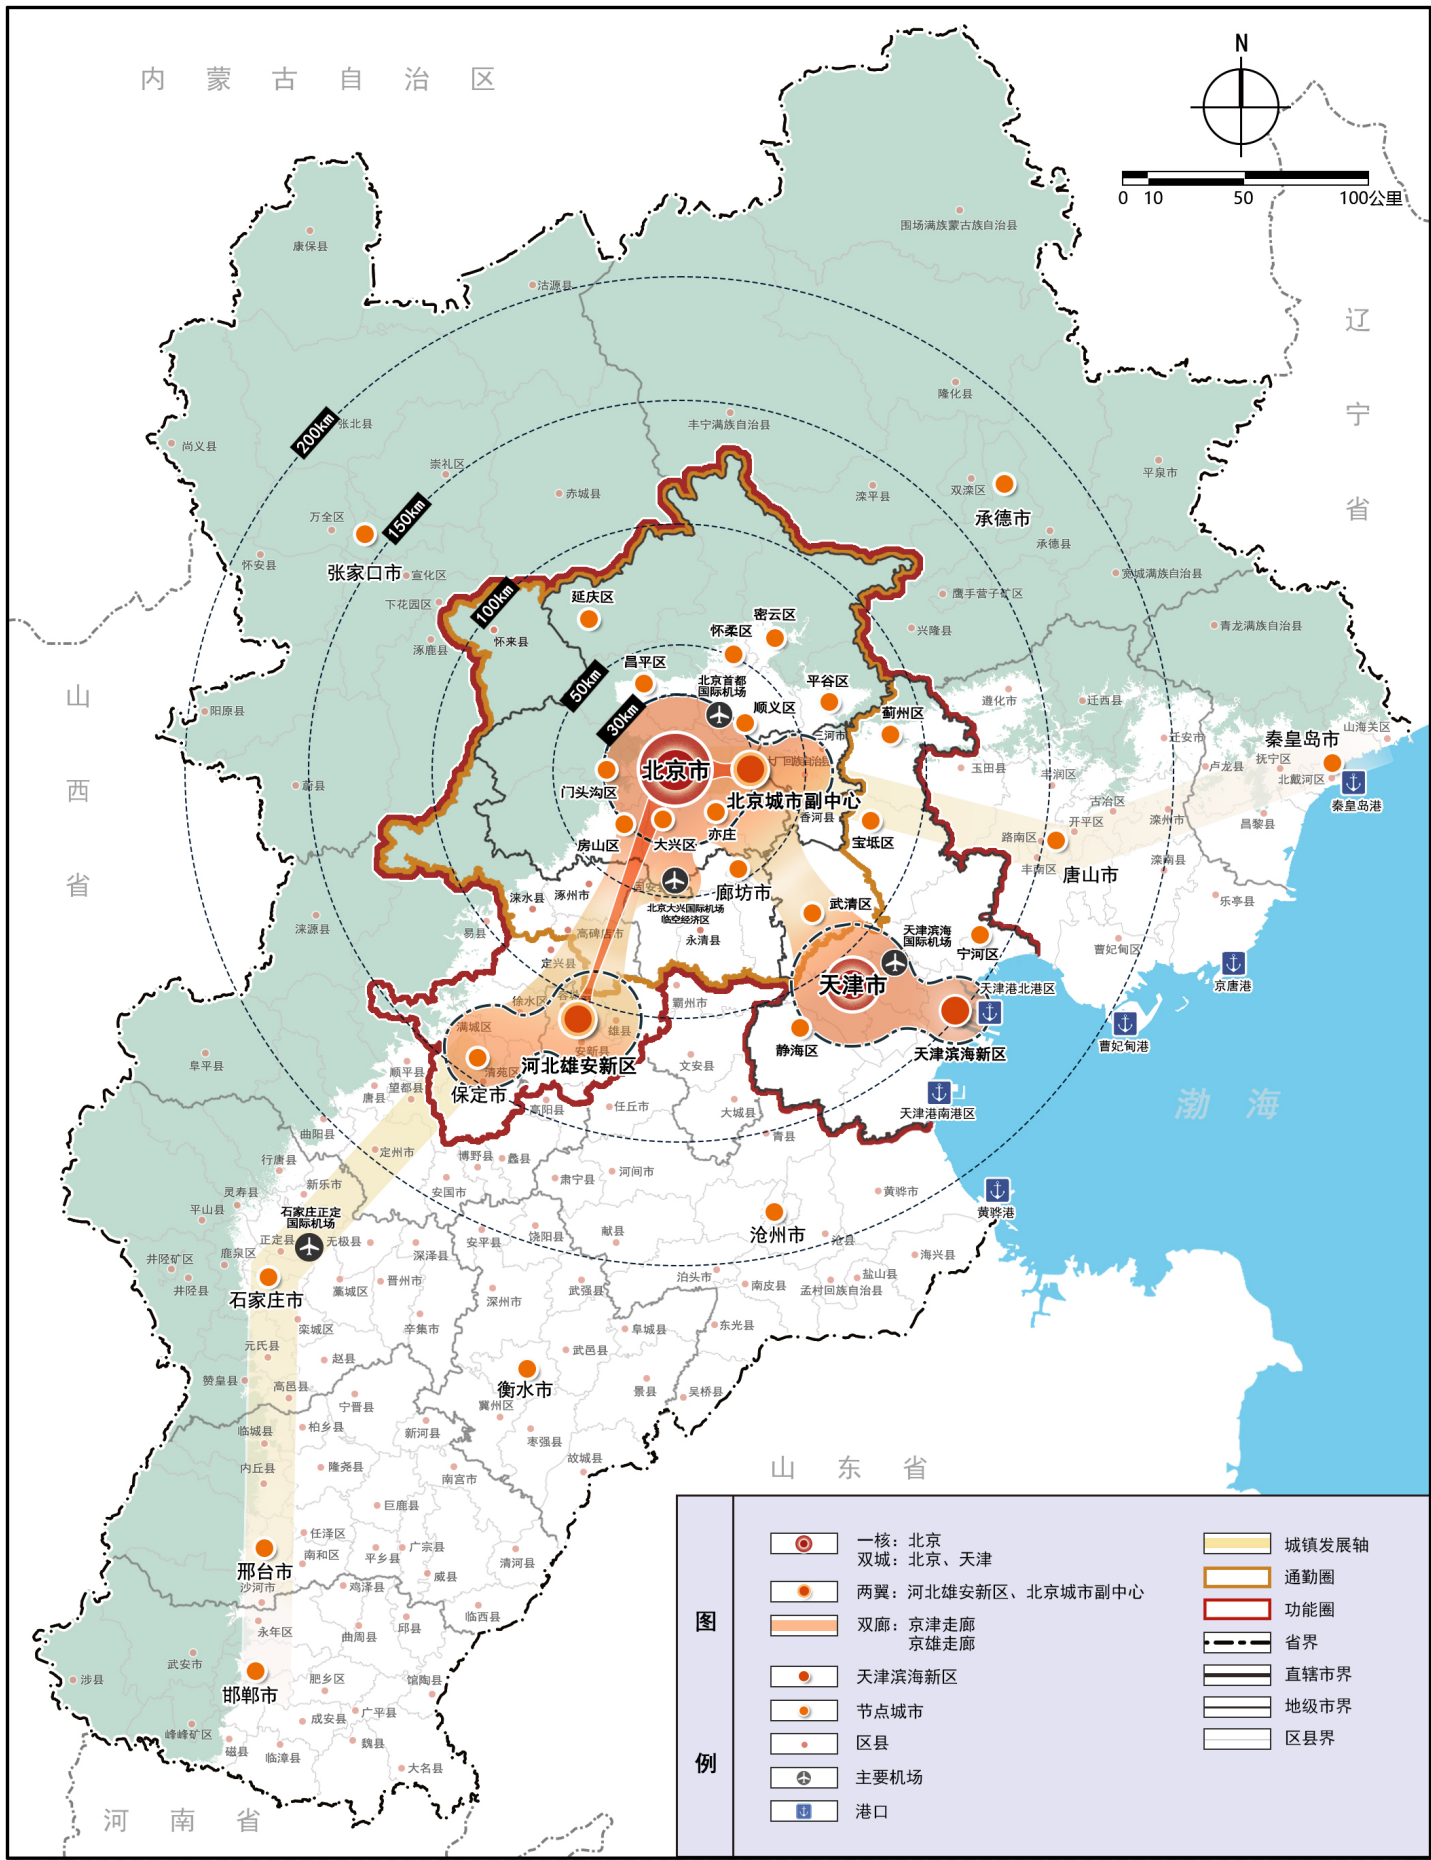 内蒙古自治区
N
0 10 50 100公里
康保县
围场满族蒙古族自治县
沽源县
辽宁省
隆化县
200km
张北县
丰宁满族自治县
尚义县
崇礼区
平泉市
赤城县
滦平县
双滦区
150km
万全区
承德市
承德县
怀安县
张家口市
宣化区
宽城满族自治县
100km
延庆区
鹰手营子矿区
下花园区
密云区
怀来县
怀柔区
兴隆县
青龙满族自治县
涿鹿县
昌平区
50km
北京首都
国际机场
平谷区
山西省
阳原县
30km
顺义区
蓟州区
遵化市
迁西县
山海关区
三河市
迁安市
秦皇岛市
北京市
大厂回族自治县
玉田县
丰润区
卢龙县
抚宁区
北戴河区
蔚县
门头沟区
北京城市副中心
古冶区
秦皇岛港
香河县
滦州市
昌黎县
亦庄
开平区
房山区
大兴区
宝坻区
路南区
滦南县
丰南区
唐山市
固安县
廊坊市
涞水县
涿州市
乐亭县
北京大兴国际机场
临空经济区
武清区
涞源县
易县
高碑店市
永清县
天津滨海
国际机场
宁河区
曹妃甸区
定兴县
天津市
天津港北港区
京唐港
徐水区
容城县
霸州市
满城区
雄县
静海区
天津滨海新区
曹妃甸港
安新县
阜平县
顺平县
清苑区
河北雄安新区
文安县
望都县
唐县
保定市
天津港南港区
渤海
高阳县
任丘市
大城县
曲阳县
青县
定州市
行唐县
博野县
蠡县
新乐市
肃宁县
河间市
灵寿县
安国市
黄骅市
平山县
石家庄正定
国际机场
黄骅港
正定县
无极县
安平县
饶阳县
献县
沧州市
沧县
井陉矿区
鹿泉区
深泽县
海兴县
井陉县
石家庄市
藁城区
晋州市
深州市
武强县
泊头市
南皮县
盐山县
孟村回族自治县
栾城区
辛集市
阜城县
东光县
元氏县
赵县
武邑县
赞皇县
高邑县
衡水市
景县
吴桥县
宁晋县
冀州区
临城县
柏乡县
新河县
枣强县
故城县
内丘县
隆尧县
南宫市
山东省
巨鹿县
任泽区
广宗县
南和区
平乡县
清河县
邢台市
威县
沙河市
鸡泽县
永年区
曲周县
邱县
临西县
武安市
涉县
邯郸市
肥乡区
馆陶县
成安县
广平县
峰峰矿区
磁县
临漳县
魏县
大名县
河南省
图例
一核：北京
双城：北京、天津
两翼：河北雄安新区、北京城市副中心
双廊：京津走廊
京雄走廊
天津滨海新区
节点城市
区县
主要机场
港口
城镇发展轴
通勤圈
功能圈
省界
直辖市界
地级市界
区县界